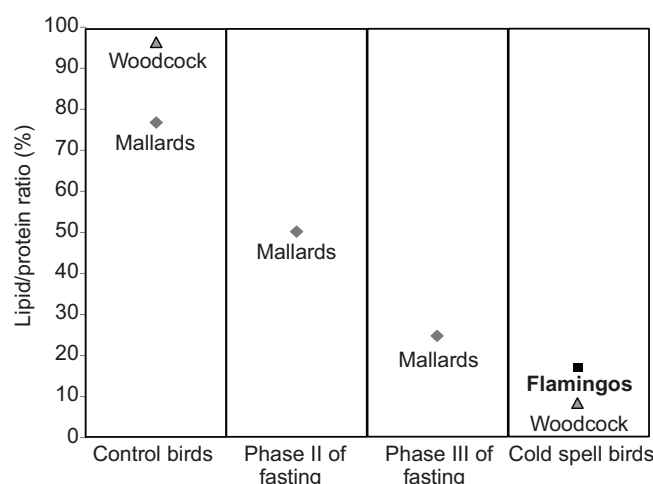 Lipid/protein ratio (%)
100
90
80
70
60
50
40
30
20
10
0
Woodcock
Mallards
Mallards
Mallards
Flamingos
Woodcock
Control birds
Phase II of
fasting
Phase III of
fasting
Cold spell birds